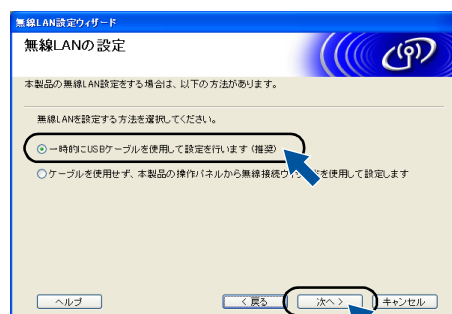 無線LAN設定ウィザード
無線LANの設定
本製品の無線LAN設定をする場合は、以下の方法があります。
無線LANを設定する方法を選択してください。
一時的にUSBケーブルを使用して設定を行います (推奨)
ケーブルを使用せず、本製品の操作パネルから無線接続ウィ を使用して設定します
ヘルプ < 戻る 次へ > キャンセル